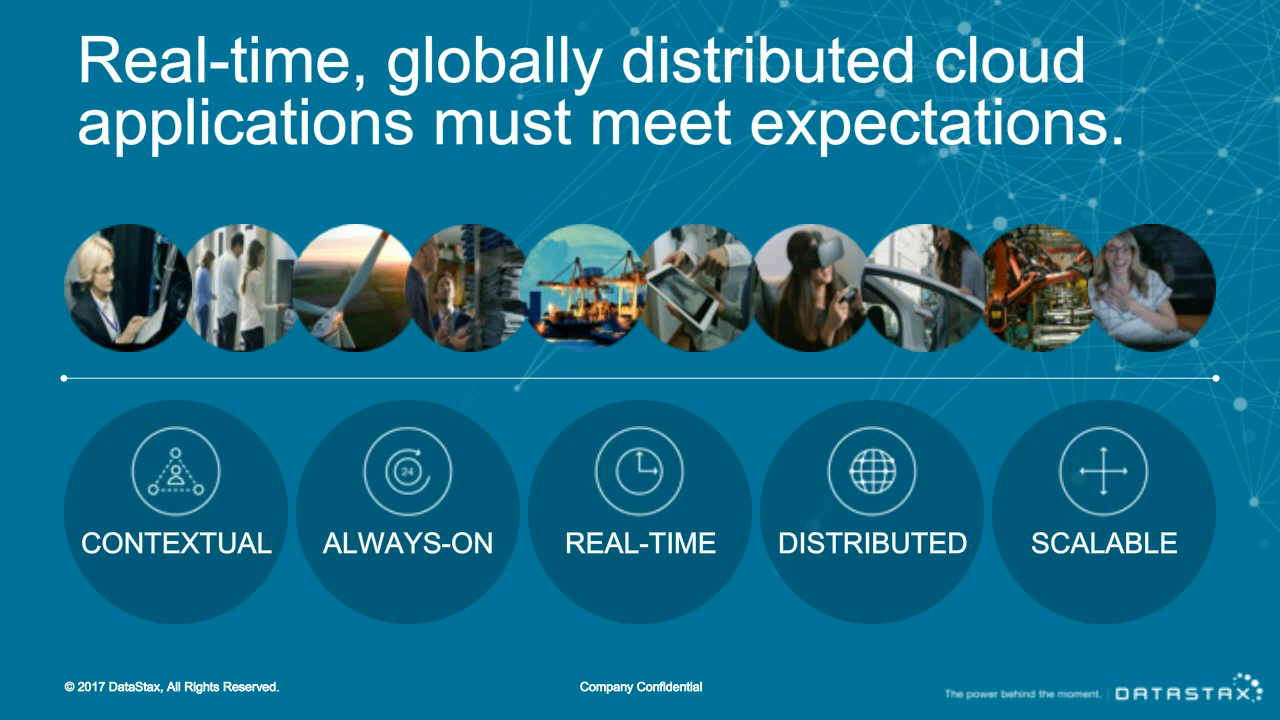 Real-time, globally distributed cloud
applications must meet expectations.
24
CONTEXTUAL
ALWAYS-ON
REAL-TIME
DISTRIBUTED
SCALABLE
© 2017 DataStax, All Rights Reserved.
Company Confidential
The power behind the moment.
DATASTAX